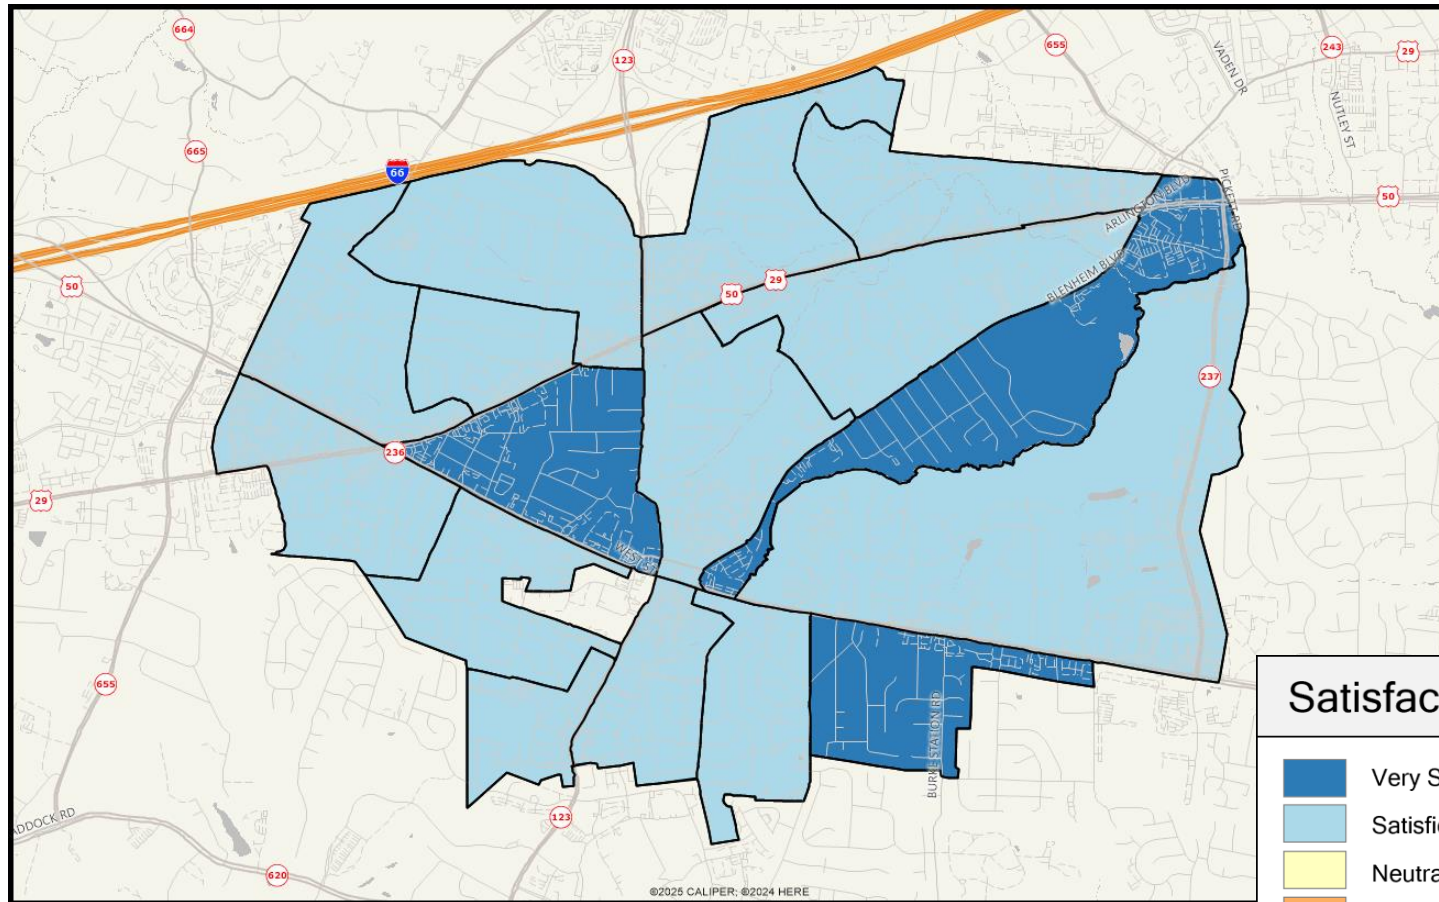 664
123
655
243
29
VADEN DR
NUTLEY ST
665
66
PICKETT RD
50
ARLINGTON BLVD
BLENHEIM BLVD
50
50
29
237
236
29
WEST ST
655
BURKE STATION RD
ADDOCK RD
123
620
©2025 CALIPER; ©2024 HERE
Satisfac
Very S
Satisfie
Neutra